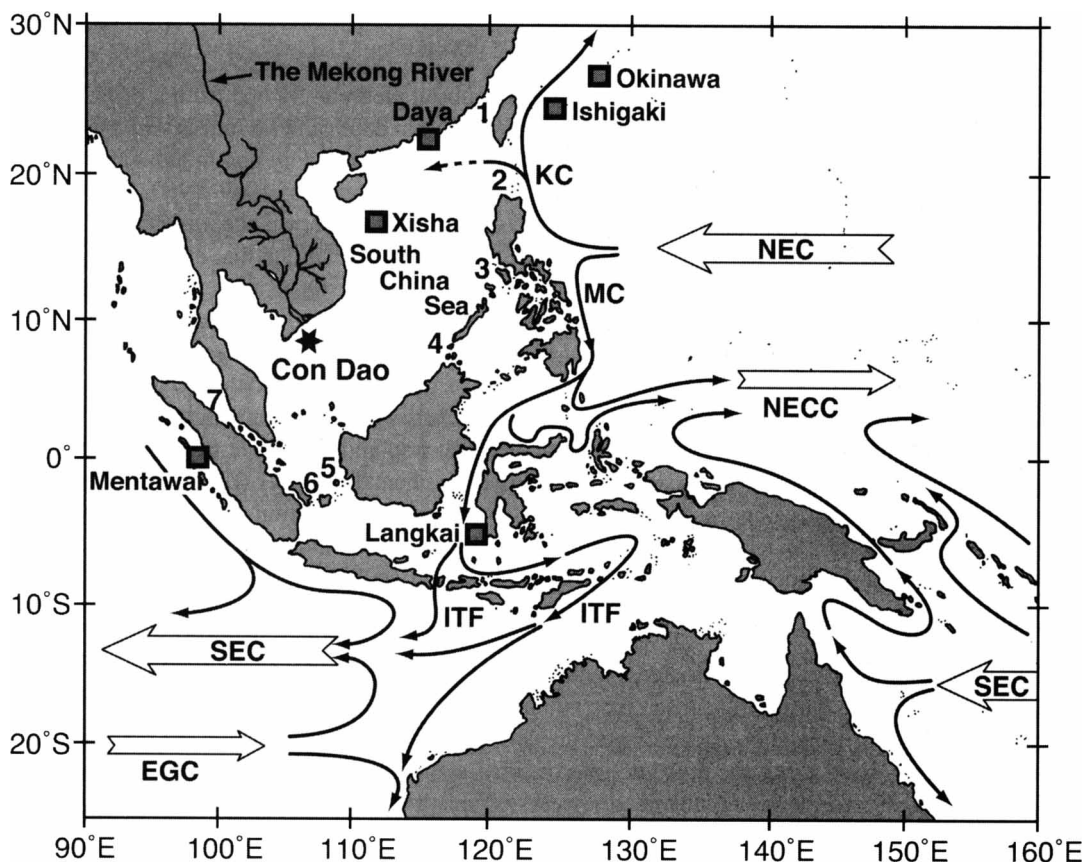 30°N
The Mekong River
Okinawa
Daya
1
Ishigaki
20°N
2
KC
Xisha
South
China
Sea
3
NEC
MC
10°N
4
Con Dao
7
NECC
0°
Mentawai
5
6
Langkai
10°S
ITF
ITF
SEC
SEC
20°S
EGC
90°E
100°E
110°E
120°E
130°E
140°E
150°E
160°E